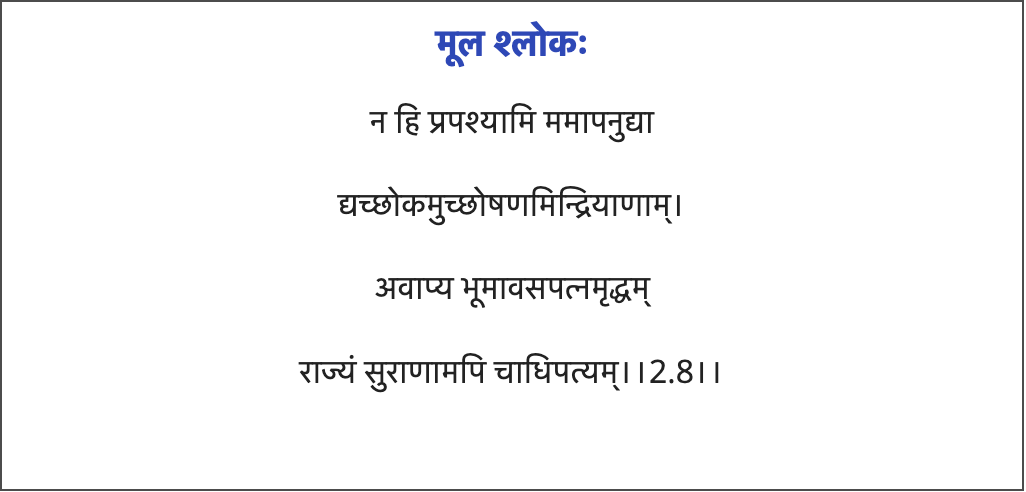 मूल श्लोकः
न हि प्रपश्यामि ममापनुद्या
द्यच्छोकमुच्छोषणमिन्द्रियाणाम्।
अवाप्य भूमावसपत्नमृद्धम्
राज्यं सुराणामपि चाधिपत्यम्।।2.8।।